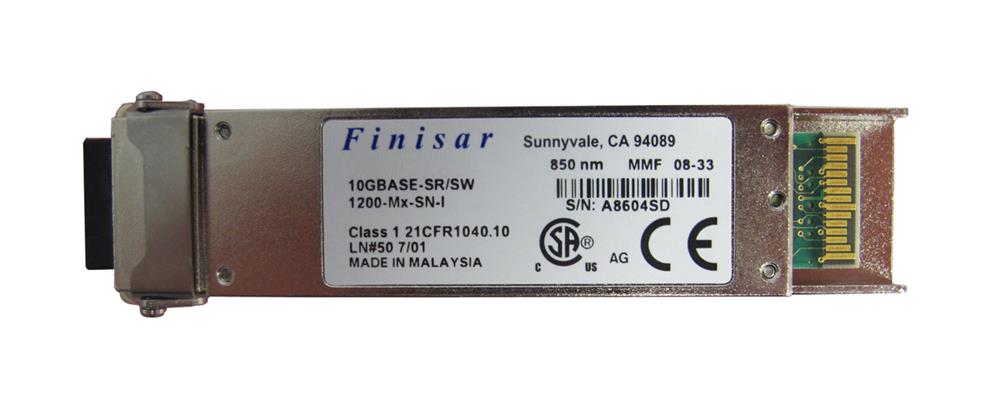 Finisar
Sunnyvale, CA 94089
850 nm MMF 08-33
10GBASE-SR/SW
1200-Mx-SN-I
S/N: A8604SD
Class 1 21CFR1040.10
LN#50 7/01
MADE IN MALAYSIA
C SA ® US
AG CE